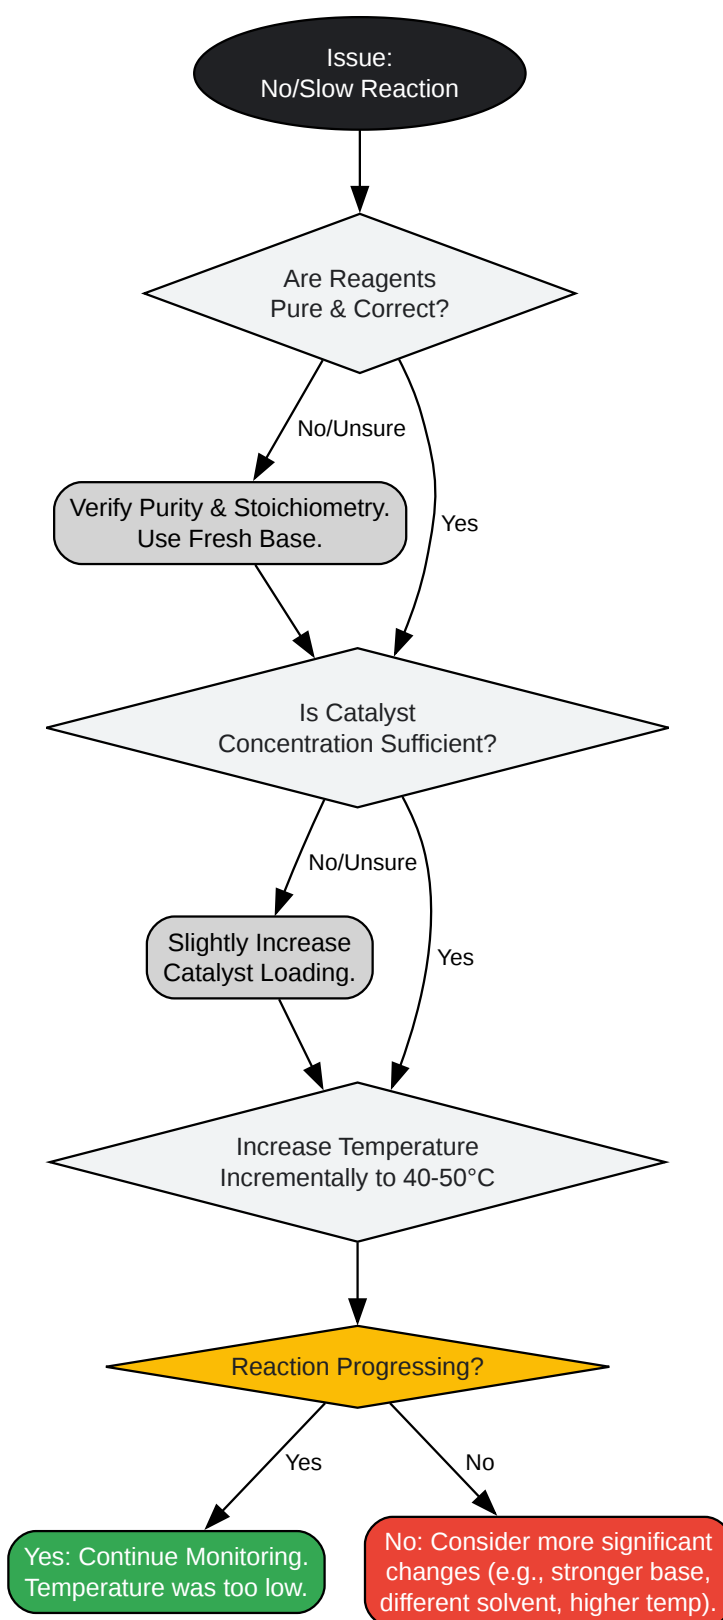 Issue:
No/Slow Reaction
Are Reagents
Pure & Correct?
No/Unsure
Verify Purity & Stoichiometry.
Use Fresh Base.
Yes
Is Catalyst
Concentration Sufficient?
No/Unsure
Slightly Increase
Catalyst Loading.
Yes
Increase Temperature
Incrementally to 40-50°C
Reaction Progressing?
Yes
No
Yes: Continue Monitoring.
Temperature was too low.
No: Consider more significant
changes (e.g., stronger base,
different solvent, higher temp).